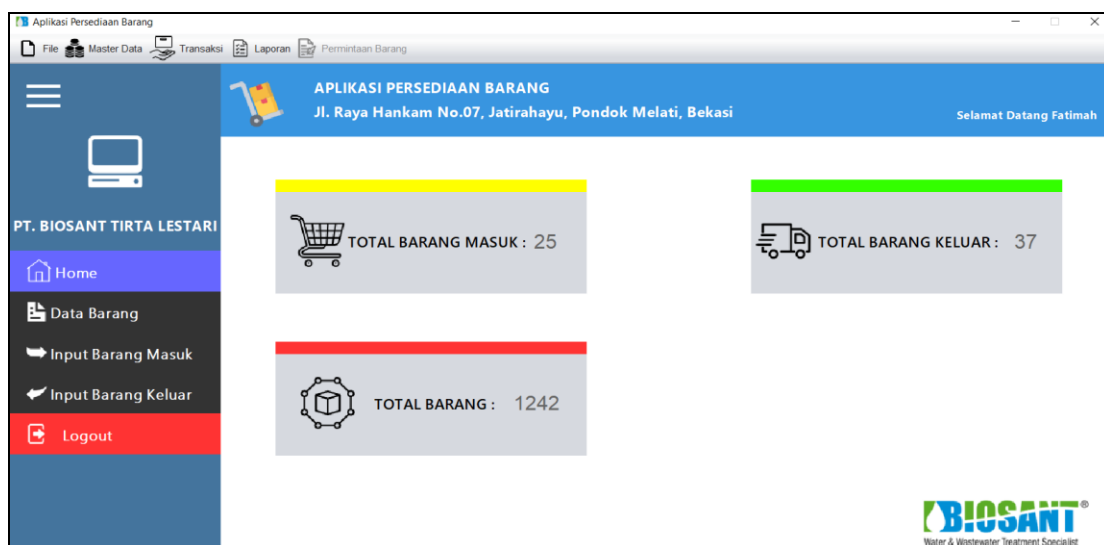 Aplikasi Persediaan Barang
File Master Data Transaksi Laporan Permintaan Barang
APLIKASI PERSEDIAAN BARANG
Jl. Raya Hankam No.07, Jatirahayu, Pondok Melati, Bekasi
Selamat Datang Fatimah
PT. BIOSANT TIRTA LESTARI
Home
Data Barang
Input Barang Masuk
Input Barang Keluar
Logout
TOTAL BARANG MASUK : 25
TOTAL BARANG KELUAR : 37
TOTAL BARANG : 1242
BIOSANT®
Water & Wastewater Treatment Specialist